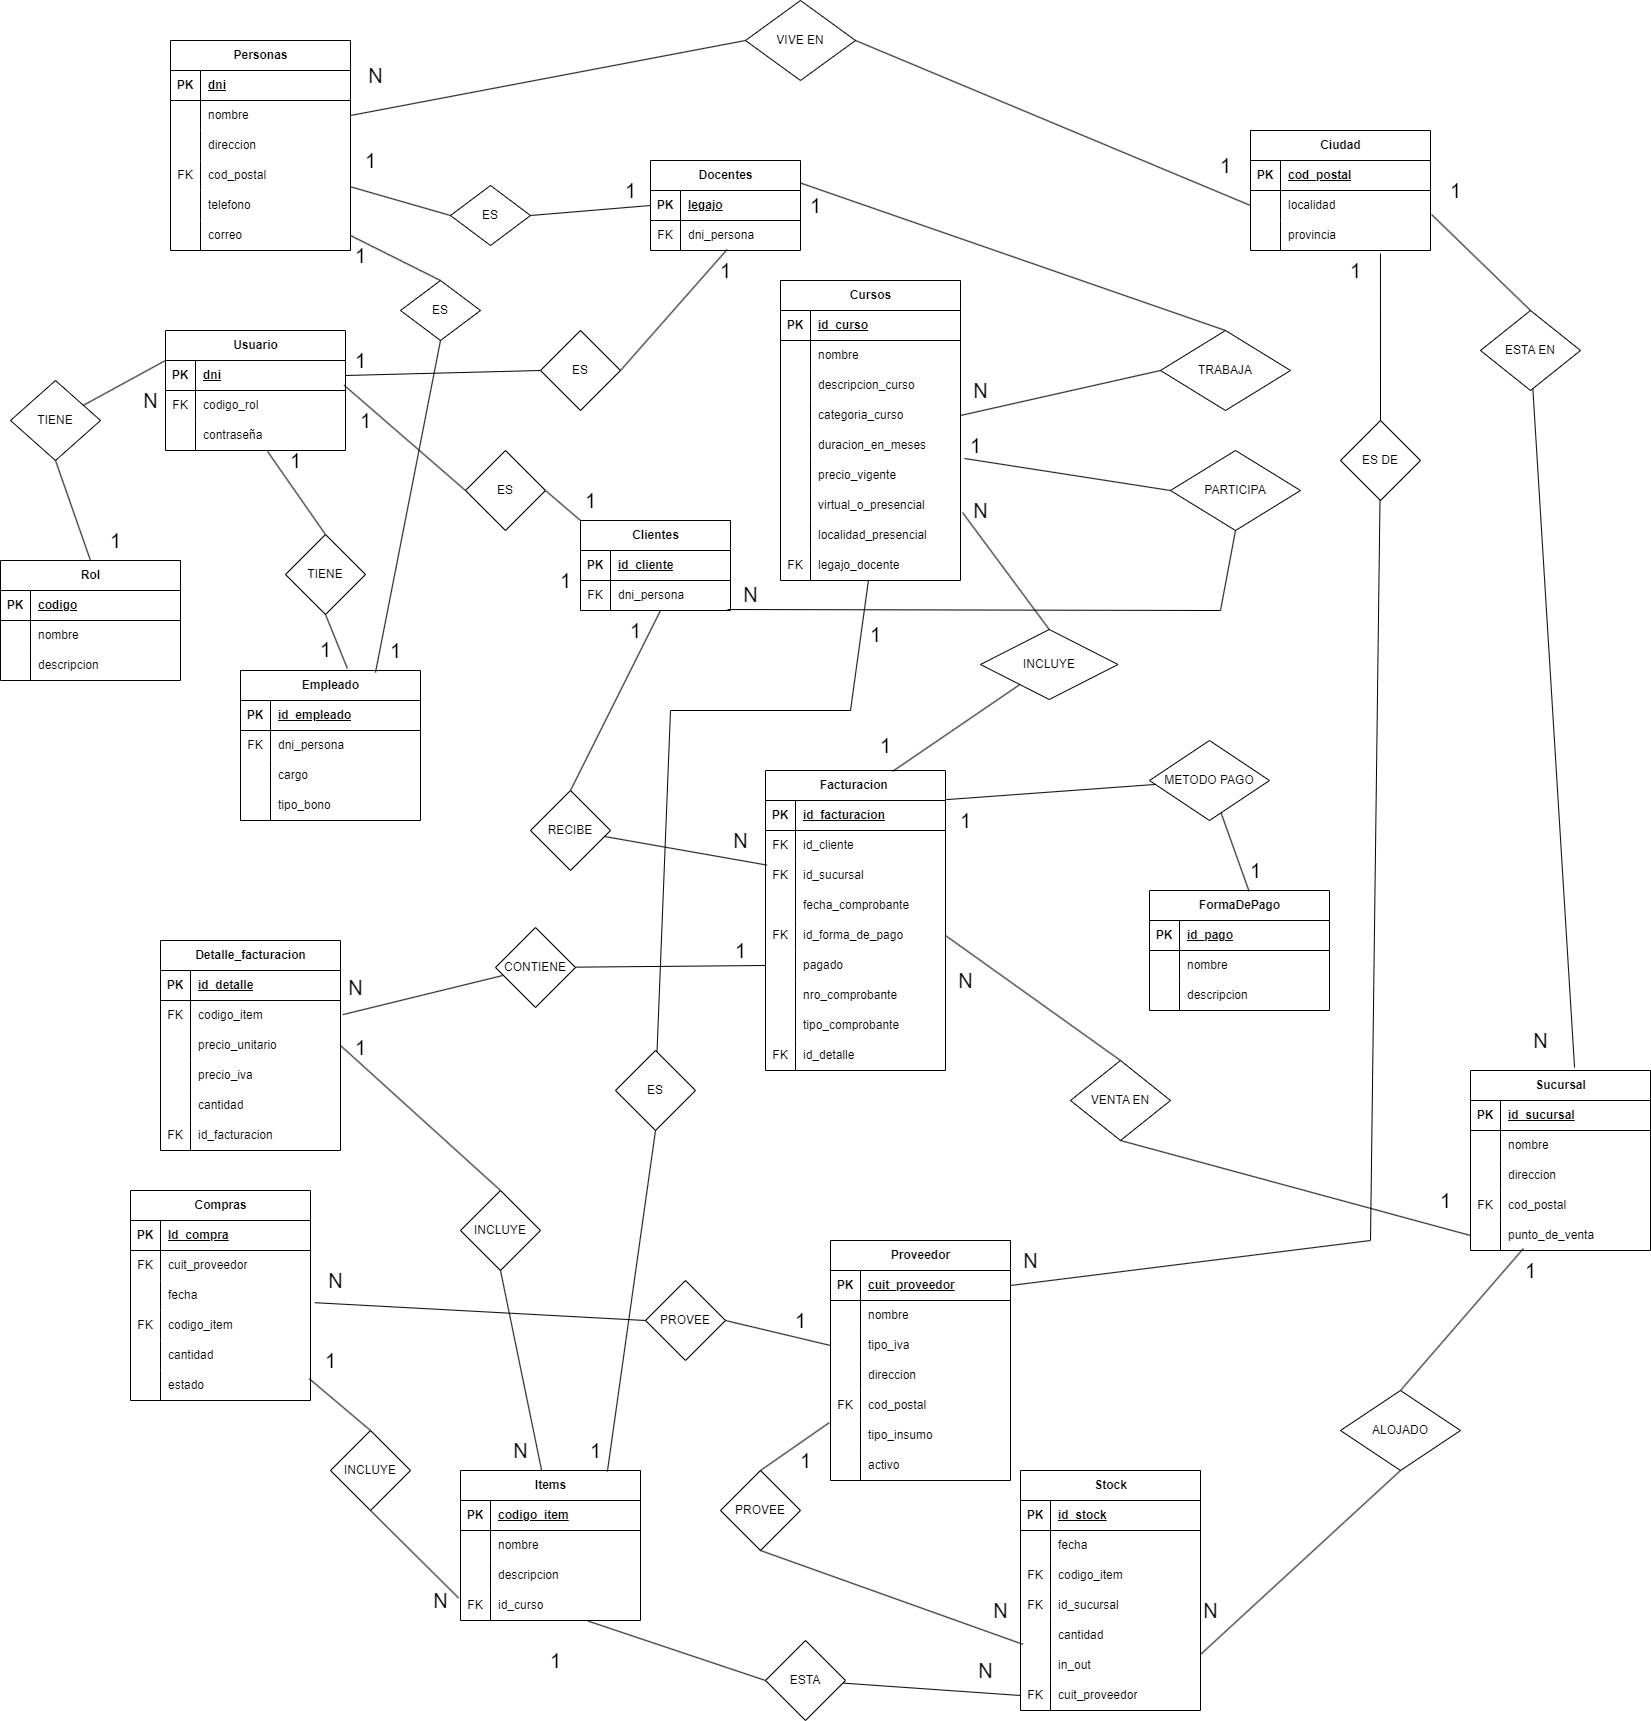 VIVE EN
Personas
PK dni
nombre
direccion
FK cod_postal
telefono
correo
N
1
1
ES
1
Docentes
PK legajo
FK dni_persona
1
1
Ciudad
PK cod_postal
localidad
provincia
1
1
1
ES
Cursos
PK id_curso
nombre
descripcion_curso
categoria_curso
duracion_en_meses
precio_vigente
virtual_o_presencial
localidad_presencial
FK legajo_docente
N
1
N
1
TRABAJA
PARTICIPA
ESTA EN
ES DE
Usuario
PK dni
FK codigo_rol
contraseña
1
N
1
1
ES
TIENE
ES
1
Clientes
PK id_cliente
FK dni_persona
1
N
1
1
Rol
PK codigo
nombre
descripcion
TIENE
1
1
Empleado
PK id_empleado
FK dni_persona
cargo
tipo_bono
INCLUYE
1
Facturacion
PK id_facturacion
FK id_cliente
FK id_sucursal
fecha_comprobante
FK id_forma_de_pago
pagado
nro_comprobante
tipo_comprobante
FK id_detalle
METODO PAGO
1
1
FormaDePago
PK id_pago
nombre
descripcion
RECIBE
N
1
N
Detalle_facturacion
PK id_detalle
FK codigo_item
precio_unitario
precio_iva
cantidad
FK id_facturacion
N
1
CONTIENE
ES
VENTA EN
N
1
Sucursal
PK id_sucursal
nombre
direccion
FK cod_postal
punto_de_venta
1
Compras
PK Id_compra
FK cuit_proveedor
fecha
FK codigo_item
cantidad
estado
N
1
INCLUYE
PROVEE
1
Proveedor
PK cuit_proveedor
nombre
tipo_iva
direccion
FK cod_postal
tipo_insumo
activo
N
1
ALOJADO
INCLUYE
N
N
1
Items
PK codigo_item
nombre
descripcion
FK id_curso
1
PROVEE
Stock
PK id_stock
fecha
FK codigo_item
FK id_sucursal
cantidad
in_out
FK cuit_proveedor
N
N
N
ESTA